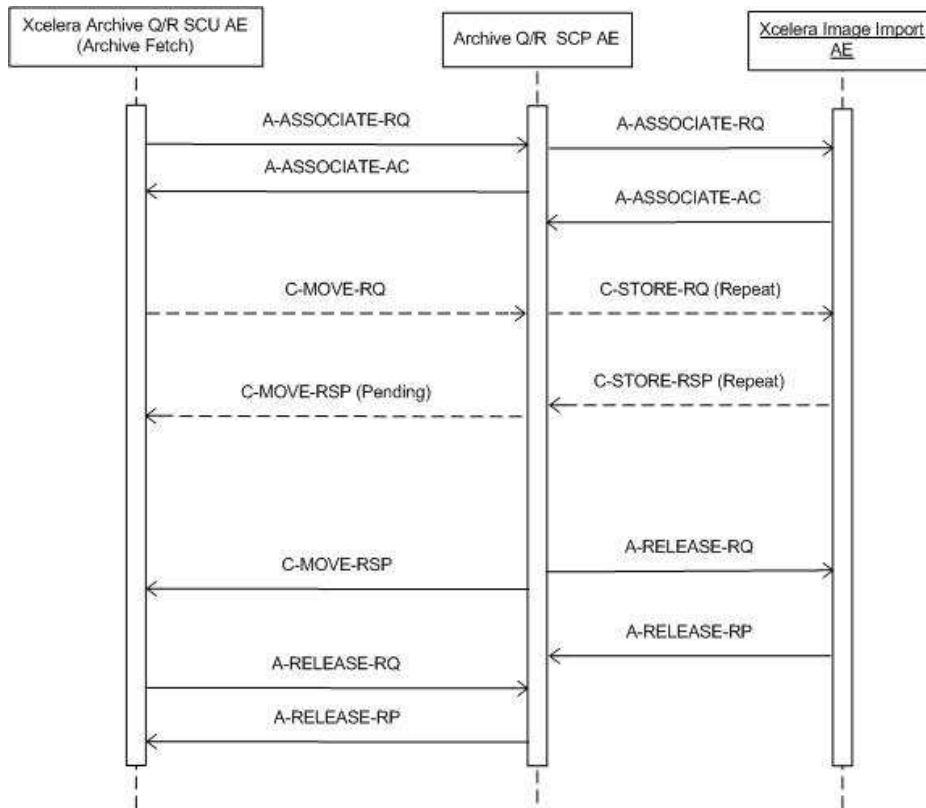 Xcelera Archive Q/R SCU AE
(Archive Fetch)
Archive Q/R SCP AE
Xcelera Image Import
AE
A-ASSOCIATE-RQ
A-ASSOCIATE-RQ
A-ASSOCIATE-AC
A-ASSOCIATE-AC
C-MOVE-RQ
C-STORE-RQ (Repeat)
C-MOVE-RSP (Pending)
C-STORE-RSP (Repeat)
C-MOVE-RSP
A-RELEASE-RQ
A-RELEASE-RP
A-RELEASE-RQ
A-RELEASE-RP